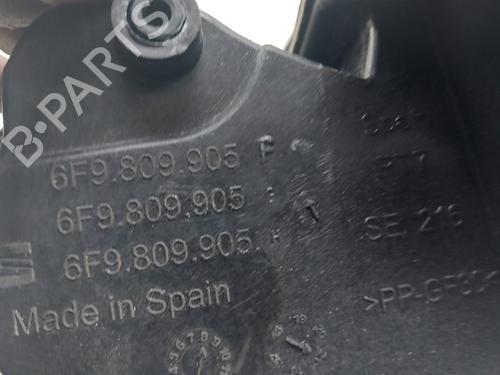 B-PARTS
6F9.809.905 F
6F9.809.905
6F9.809.905. A
SE 216
>PP-GF30<
Made in Spain